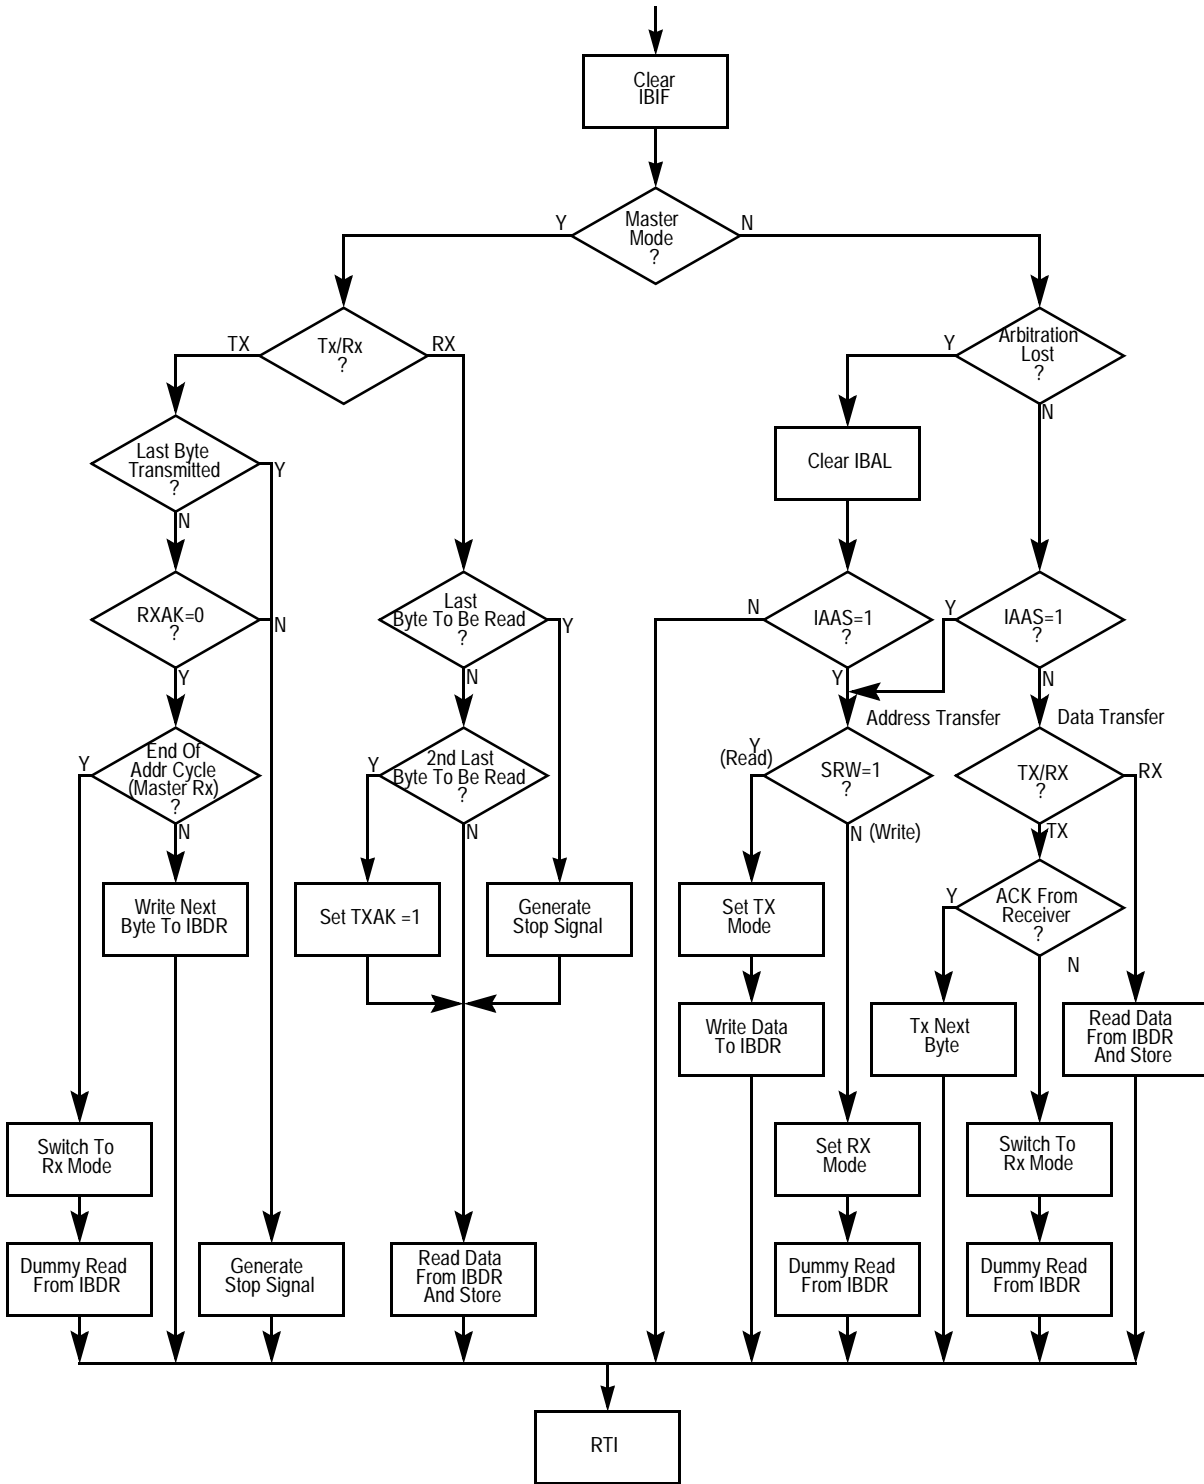 Clear
IBIF
Y
Master
Mode
?
N
TX
Tx/Rx
?
RX
Y
Arbitration
Lost
?
N
Last Byte
Transmitted
?
Y
N
Clear IBAL
RXAK=0
?
N
Y
Last
Byte To Be Read
?
Y
N
N
IAAS=1
?
Y
Y
IAAS=1
?
N
Address Transfer
Data Transfer
Y
End Of
Addr Cycle
(Master Rx)
?
N
Y
2nd Last
Byte To Be Read
?
N
Y
(Read)
SRW=1
?
N (Write)
TX/RX
?
RX
TX
Write Next
Byte To IBDR
Set TXAK =1
Generate
Stop Signal
Set TX
Mode
Y
ACK From
Receiver
?
N
Write Data
To IBDR
Tx Next
Byte
Read Data
From IBDR
And Store
Switch To
Rx Mode
Set RX
Mode
Switch To
Rx Mode
Dummy Read
From IBDR
Generate
Stop Signal
Read Data
From IBDR
And Store
Dummy Read
From IBDR
Dummy Read
From IBDR
RTI